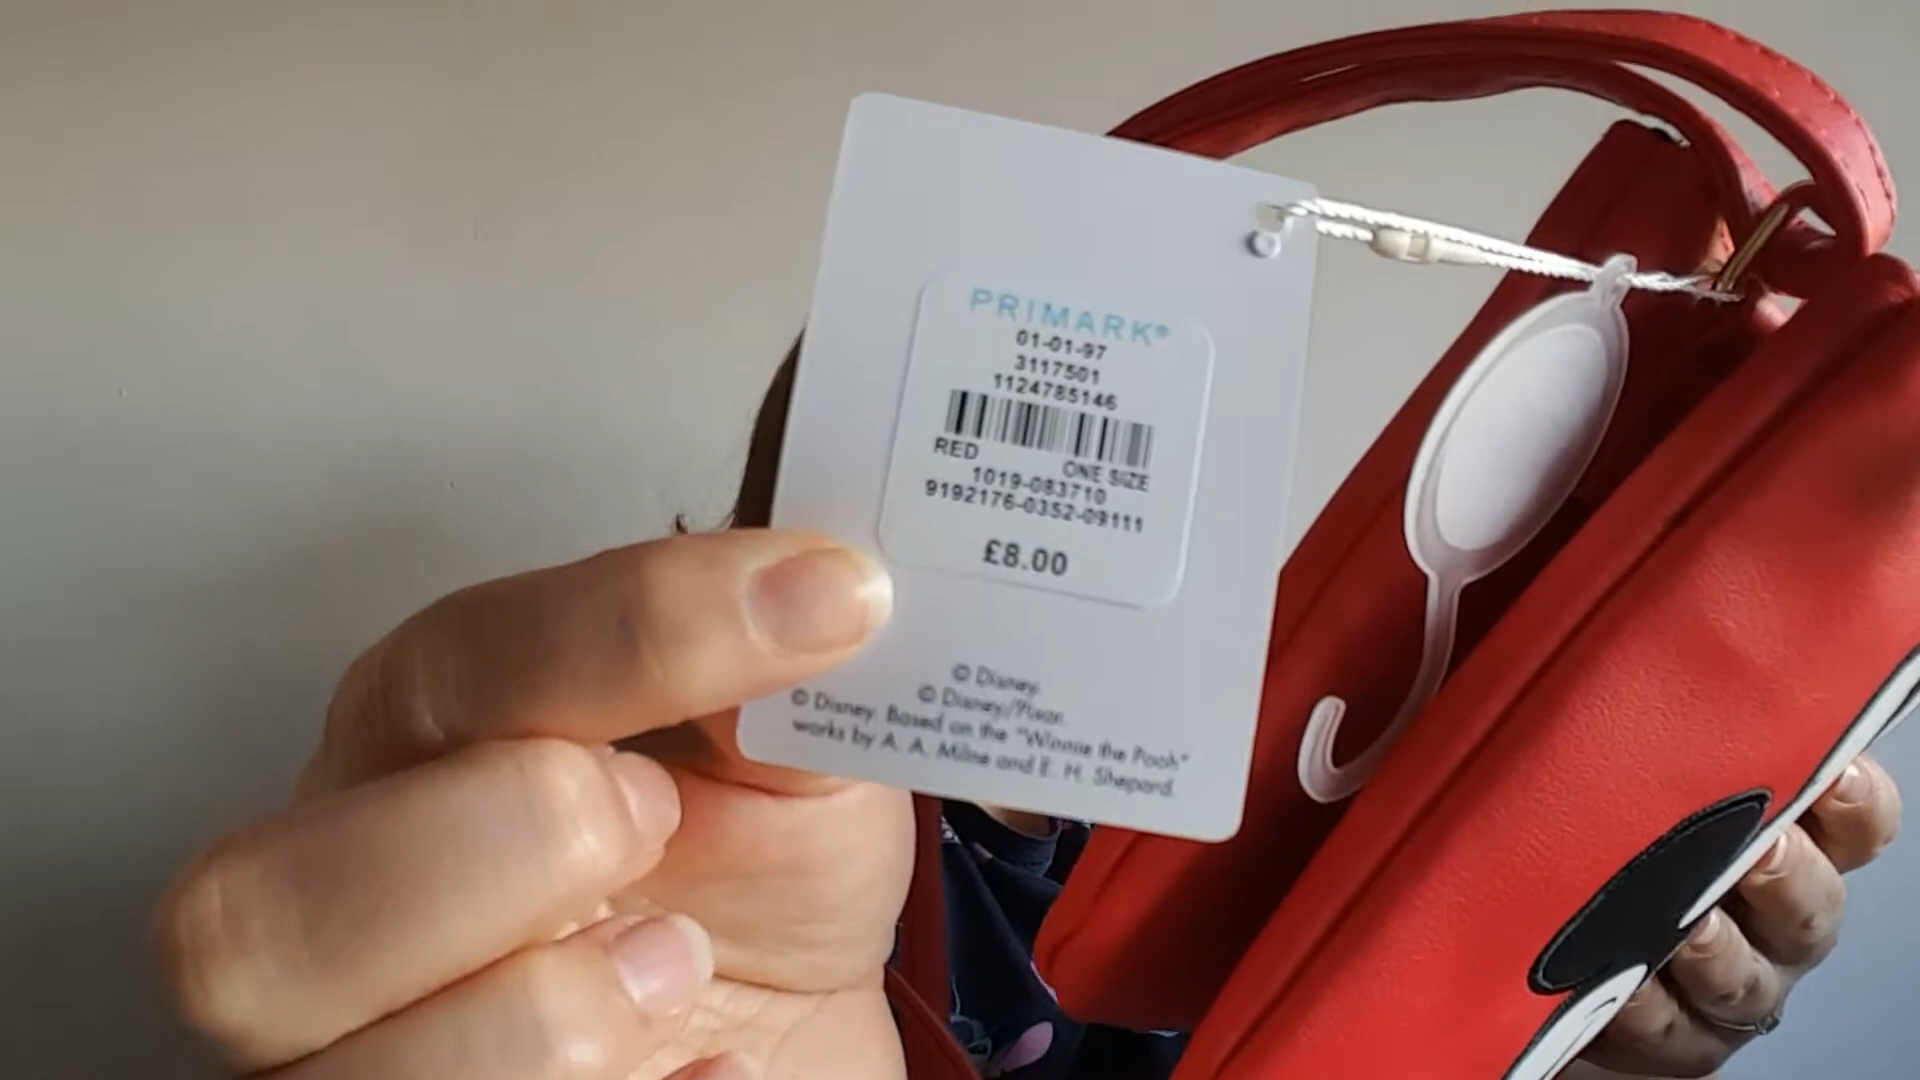 PRIMARK®
01-01-97
3117501
1124785146
RED ONE SIZE
1019-083710
9192176-0352-09111
£8.00
© Disney.
© Disney/Pixar.
© Disney. Based on the "Winnie the Pooh"
works by A. A. Milne and E. H. Shepard.